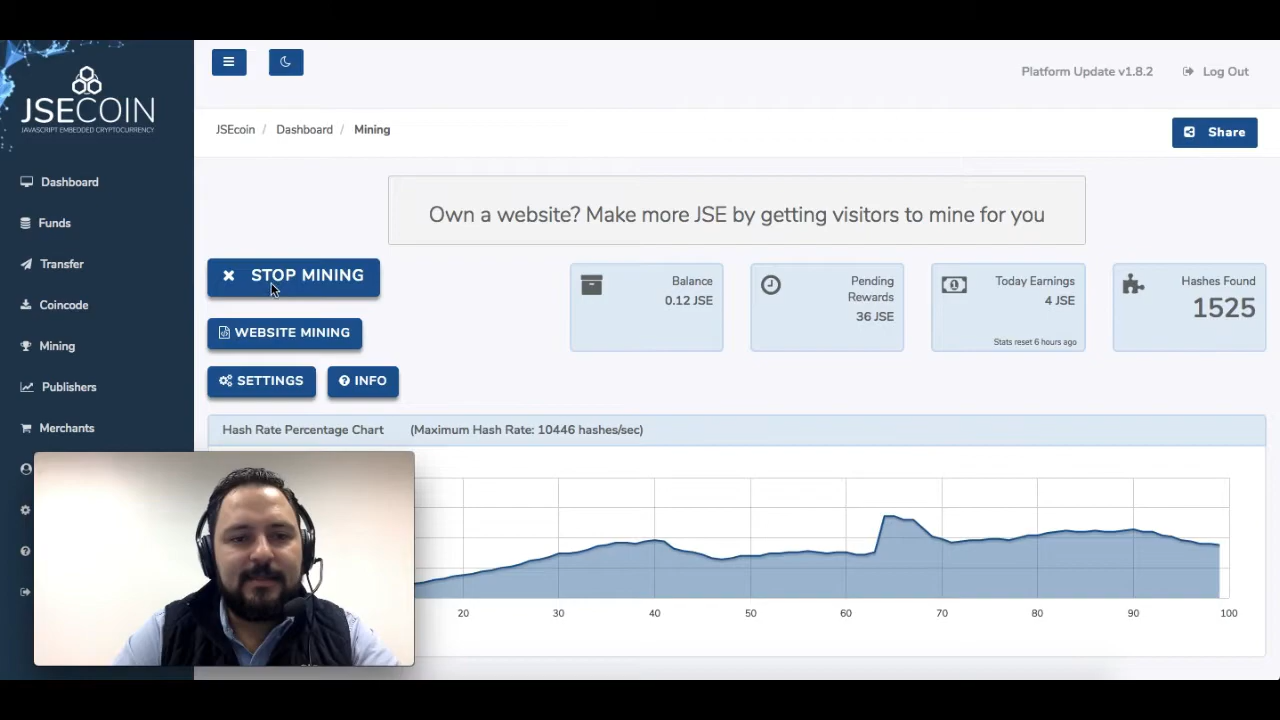 JSECOIN
JAVASCRIPT EMBEDDED CRYPTOCURRENCY
Dashboard
Funds
Transfer
Coincode
Mining
Publishers
Merchants
Platform Update v1.8.2
Log Out
JSEcoin / Dashboard / Mining
Share
Own a website? Make more JSE by getting visitors to mine for you
STOP MINING
WEBSITE MINING
SETTINGS
INFO
Balance
0.12 JSE
Pending
Rewards
36 JSE
Today Earnings
4 JSE
Stats reset 6 hours ago
Hashes Found
1525
Hash Rate Percentage Chart (Maximum Hash Rate: 10446 hashes/sec)
20 30 40 50 60 70 80 90 100